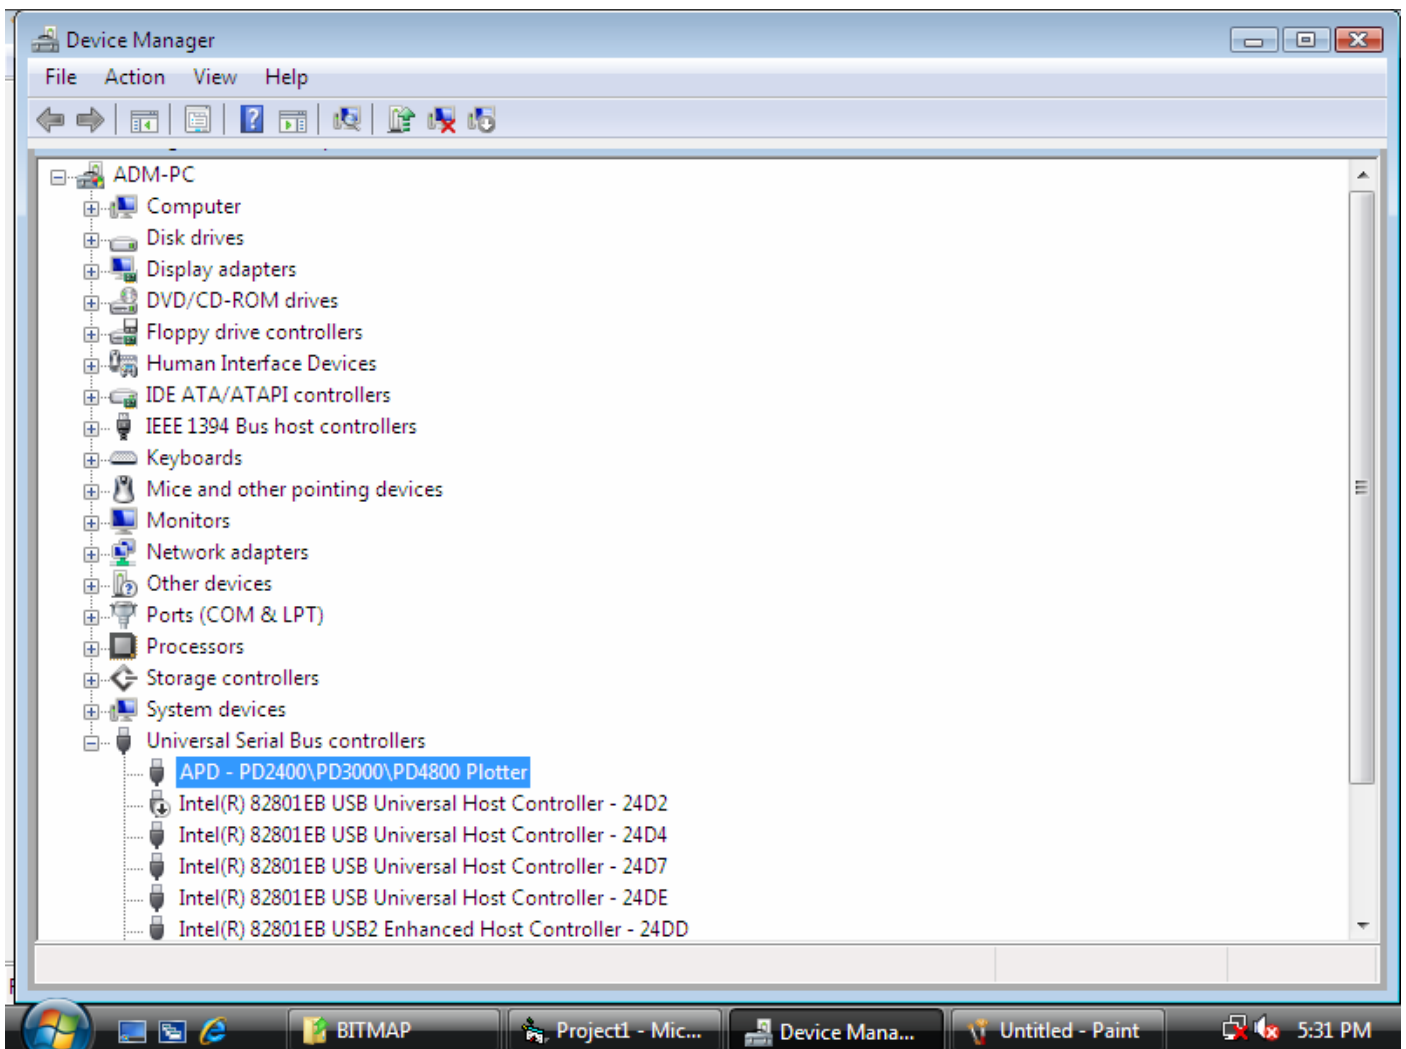 Device Manager
File Action View Help
ADM-PC
Computer
Disk drives
Display adapters
DVD/CD-ROM drives
Floppy drive controllers
Human Interface Devices
IDE ATA/ATAPI controllers
IEEE 1394 Bus host controllers
Keyboards
Mice and other pointing devices
Monitors
Network adapters
Other devices
Ports (COM & LPT)
Processors
Storage controllers
System devices
Universal Serial Bus controllers
APD - PD2400\PD3000\PD4800 Plotter
Intel(R) 82801EB USB Universal Host Controller - 24D2
Intel(R) 82801EB USB Universal Host Controller - 24D4
Intel(R) 82801EB USB Universal Host Controller - 24D7
Intel(R) 82801EB USB Universal Host Controller - 24DE
Intel(R) 82801EB USB2 Enhanced Host Controller - 24DD
BITMAP Project1 - Mic... Device Mana... Untitled - Paint 5:31 PM